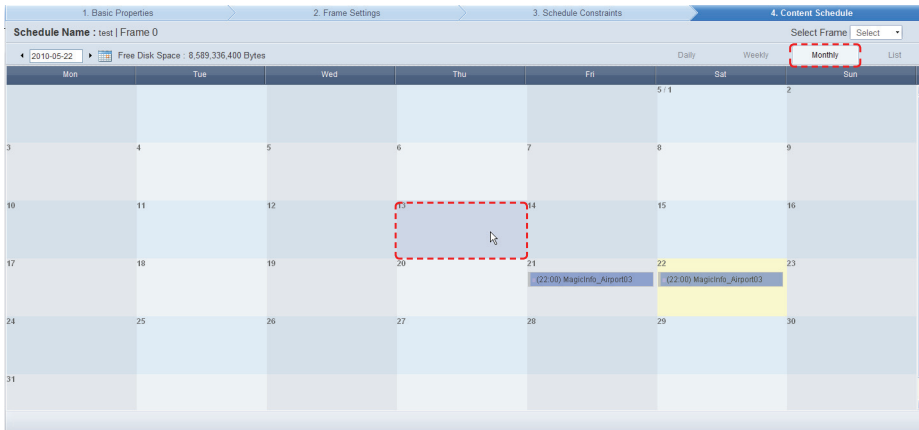 1. Basic Properties 2. Frame Settings 3. Schedule Constraints 4. Content Schedule
Schedule Name : test | Frame 0 Select Frame Select
2010-05-22 Free Disk Space : 8,589,336,400 Bytes Daily Weekly Monthly List
Mon Tue Wed Thu Fri Sat Sun
5 / 1 2
3 4 5 6 7 8 9
10 11 12 13 14 15 16
17 18 19 20 21 22 23
(22:00) MagicInfo_Airport03 (22:00) MagicInfo_Airport03
24 25 26 27 28 29 30
31